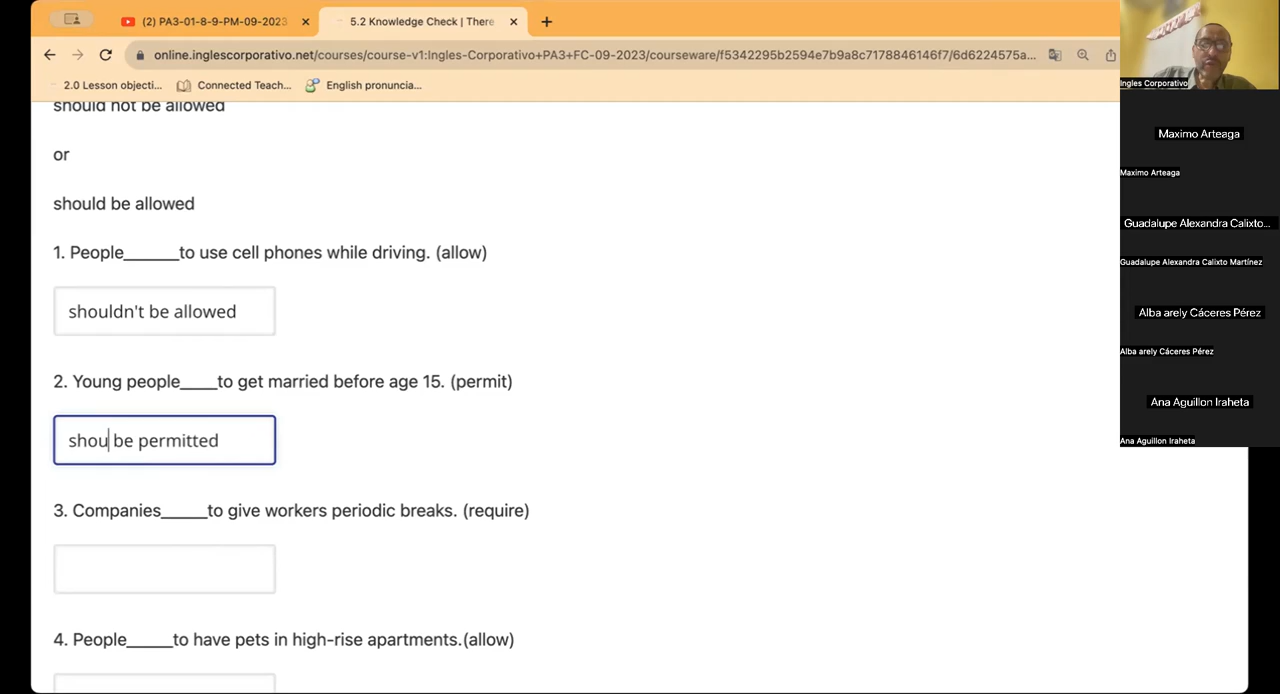 (2) PA3-01-8-9-PM-09-2023
5.2 Knowledge Check | There
online.inglescorporativo.net/courses/course-v1:Ingles-Corporativo+PA3+FC-09-2023/courseware/f5342295b2594e7b9a8c7178846146f7/6d6224575a...
2.0 Lesson objecti...
Connected Teach...
English pronuncia...
should not be allowed
or
should be allowed
1. People______to use cell phones while driving. (allow)
shouldn't be allowed
2. Young people____to get married before age 15. (permit)
shou be permitted
3. Companies_____to give workers periodic breaks. (require)
4. People_____to have pets in high-rise apartments.(allow)
Ingles Corporativo
Maximo Arteaga
Maximo Arteaga
Guadalupe Alexandra Calixto...
Guadalupe Alexandra Calixto Martínez
Alba arely Cáceres Pérez
Alba arely Cáceres Pérez
Ana Aguillon Iraheta
Ana Aguillon Iraheta